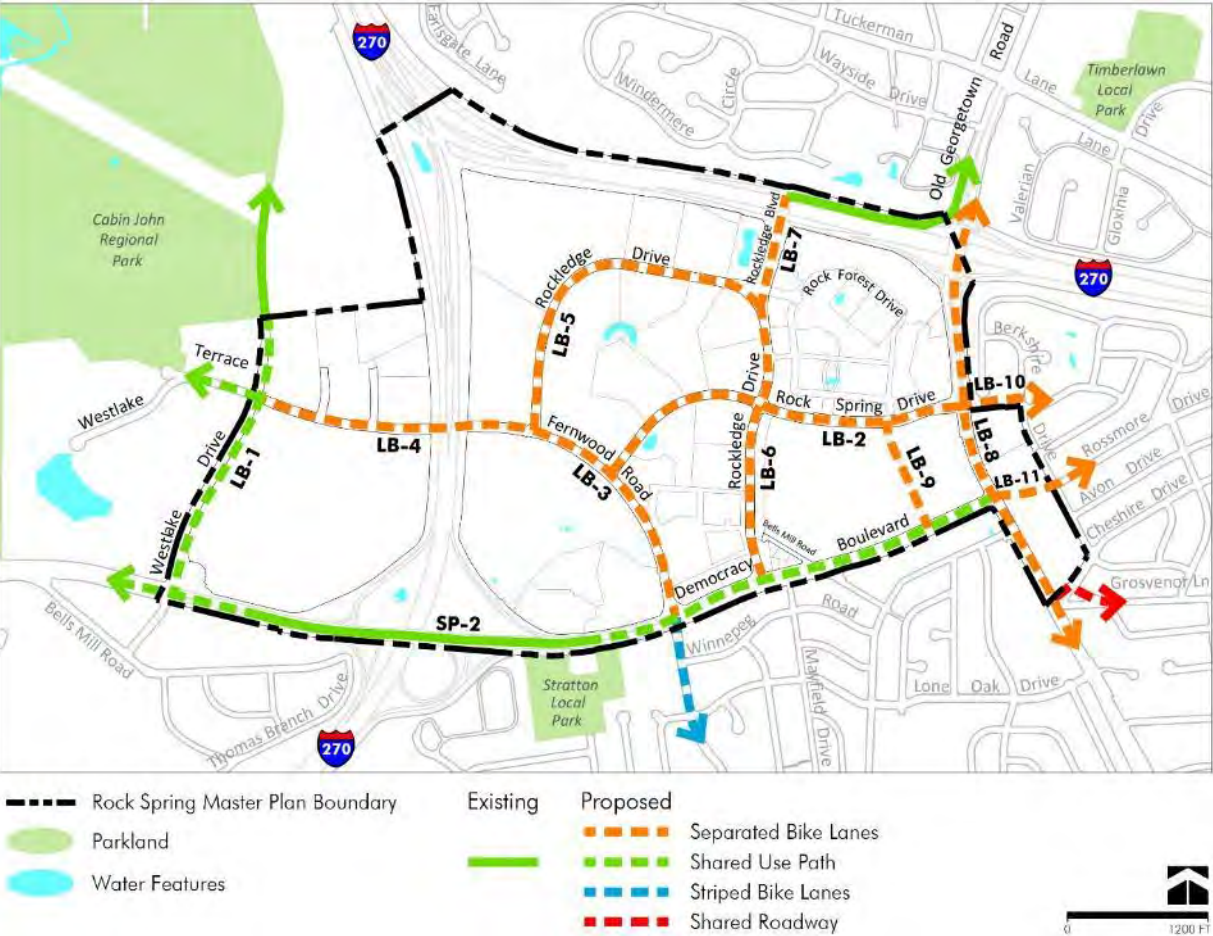 270
Earlsgate Lane
Windermere
Circle
Tuckerman
Lane
Wayside Drive
Old Georgetown Road
Timberlawn
Local
Park
Lane
Drive
Valerian
Gloxinia
Cabin John
Regional
Park
Rockledge Blvd
LB-7
Rockledge Drive
LB-5
Rock Forest Drive
270
Berkshire
Drive
Terrace
Westlake
Westlake Drive
LB-1
LB-4
Fernwood Road
LB-3
Rockledge Drive
LB-6
Rock Spring Drive
LB-2
LB-9
LB-10
LB-8
LB-11
Rossmore Drive
Avon Drive
Cheshire Drive
Grosvenor Ln
Bells Mill Road
Democracy Boulevard
SP-2
Bells Mill Road
Winnepeg Road
Mayfield Drive
Lone Oak Drive
Stratton
Local
Park
Thomas Branch Drive
270
Rock Spring Master Plan Boundary
Parkland
Water Features
Existing
Proposed
Separated Bike Lanes
Shared Use Path
Striped Bike Lanes
Shared Roadway
0 1200 FT